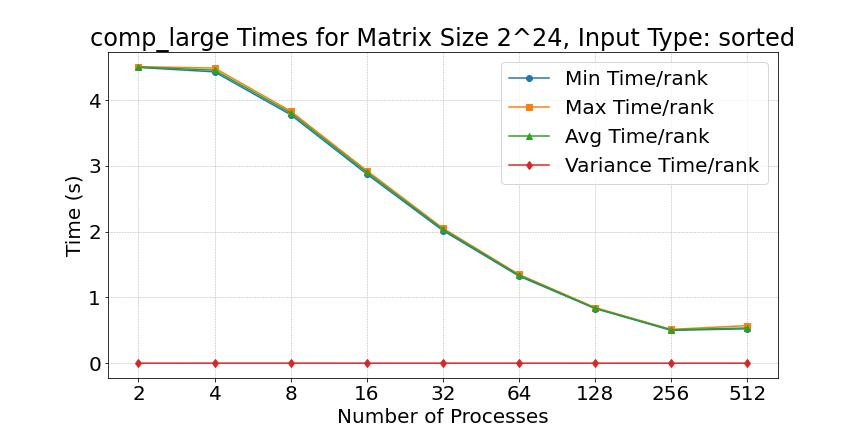 comp_large Times for Matrix Size 2^24, Input Type: sorted
Min Time/rank
Max Time/rank
Avg Time/rank
Variance Time/rank
Time (s)
4
3
2
1
0
2 4 8 16 32 64 128 256 512
Number of Processes